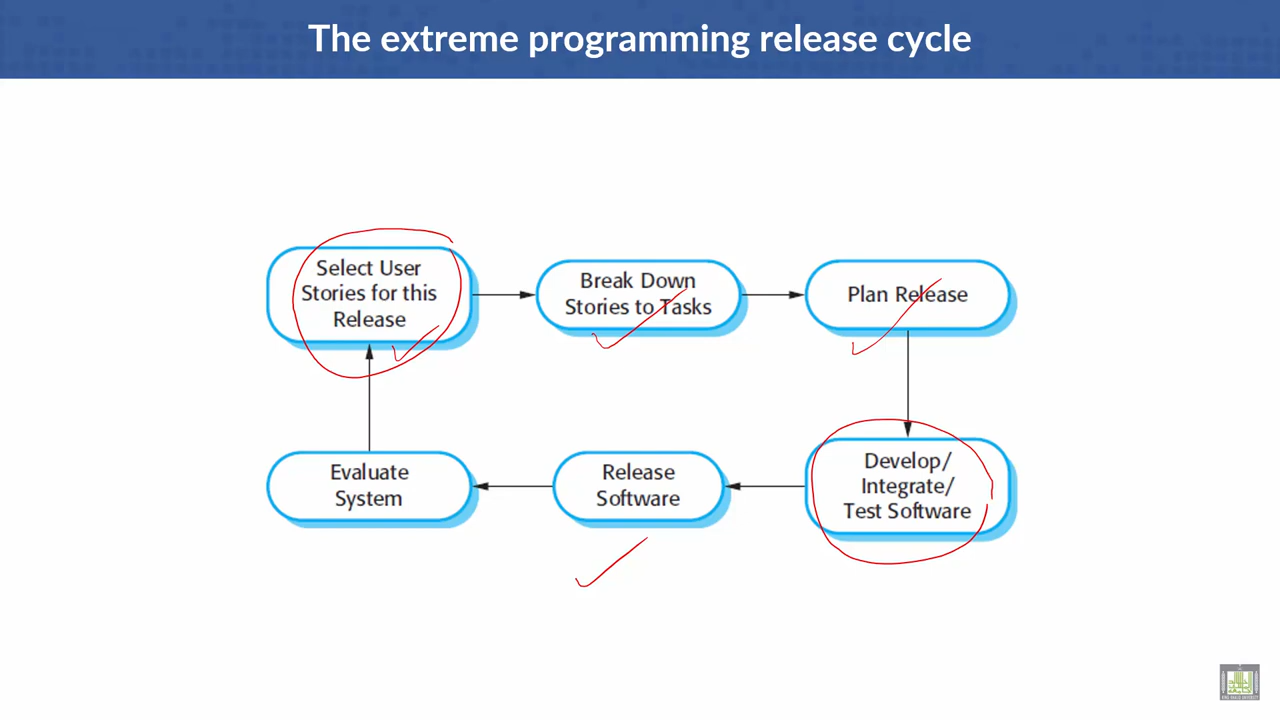 The extreme programming release cycle
Select User
Stories for this
Release
Break Down
Stories to Tasks
Plan Release
Develop/
Integrate/
Test Software
Release
Software
Evaluate
System